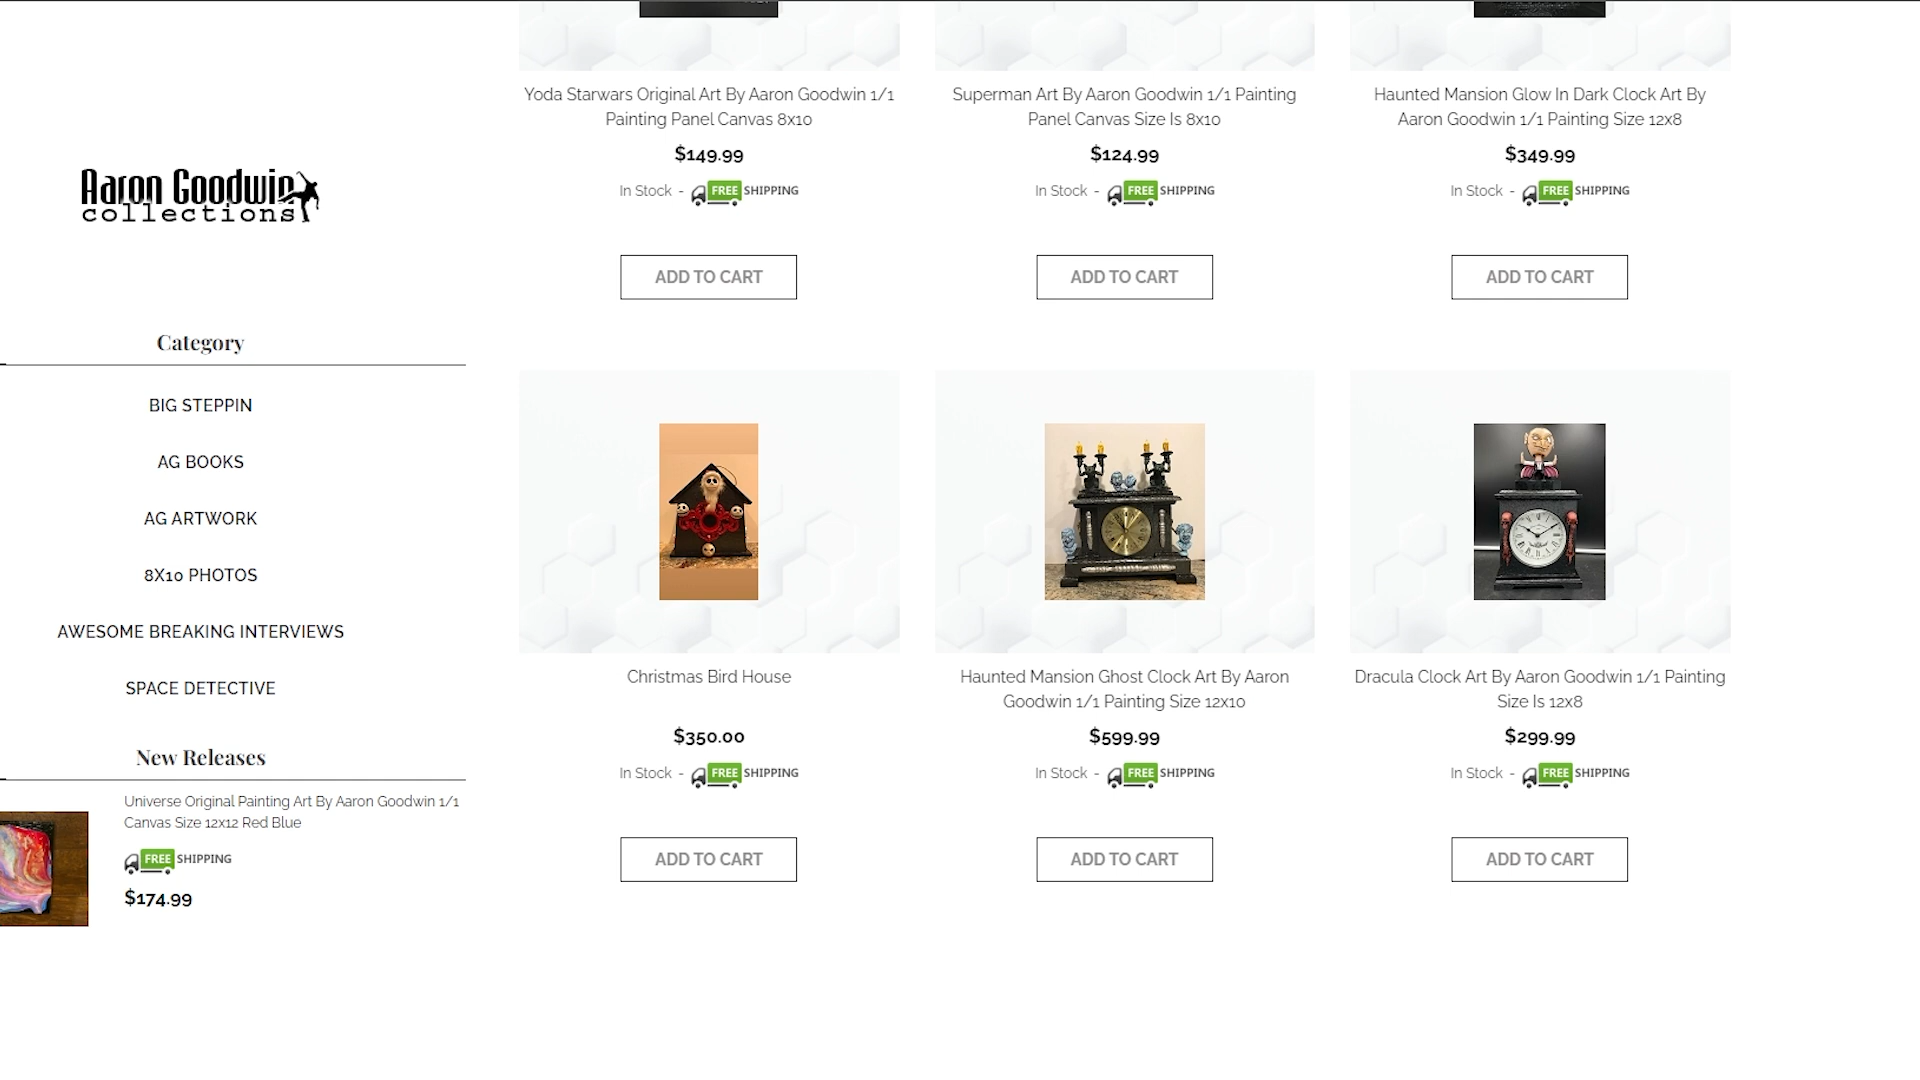 Aaron Goodwin
collections
Category
BIG STEPPIN
AG BOOKS
AG ARTWORK
8X10 PHOTOS
AWESOME BREAKING INTERVIEWS
SPACE DETECTIVE
New Releases
Universe Original Painting Art By Aaron Goodwin 1/1
Canvas Size 12x12 Red Blue
FREE SHIPPING
$174.99
Yoda Starwars Original Art By Aaron Goodwin 1/1
Painting Panel Canvas 8x10
$149.99
In Stock - FREE SHIPPING
ADD TO CART
Superman Art By Aaron Goodwin 1/1 Painting
Panel Canvas Size Is 8x10
$124.99
In Stock - FREE SHIPPING
ADD TO CART
Haunted Mansion Glow In Dark Clock Art By
Aaron Goodwin 1/1 Painting Size 12x8
$349.99
In Stock - FREE SHIPPING
ADD TO CART
Christmas Bird House
$350.00
In Stock - FREE SHIPPING
ADD TO CART
Haunted Mansion Ghost Clock Art By Aaron
Goodwin 1/1 Painting Size 12x10
$599.99
In Stock - FREE SHIPPING
ADD TO CART
Dracula Clock Art By Aaron Goodwin 1/1 Painting
Size Is 12x8
$299.99
In Stock - FREE SHIPPING
ADD TO CART